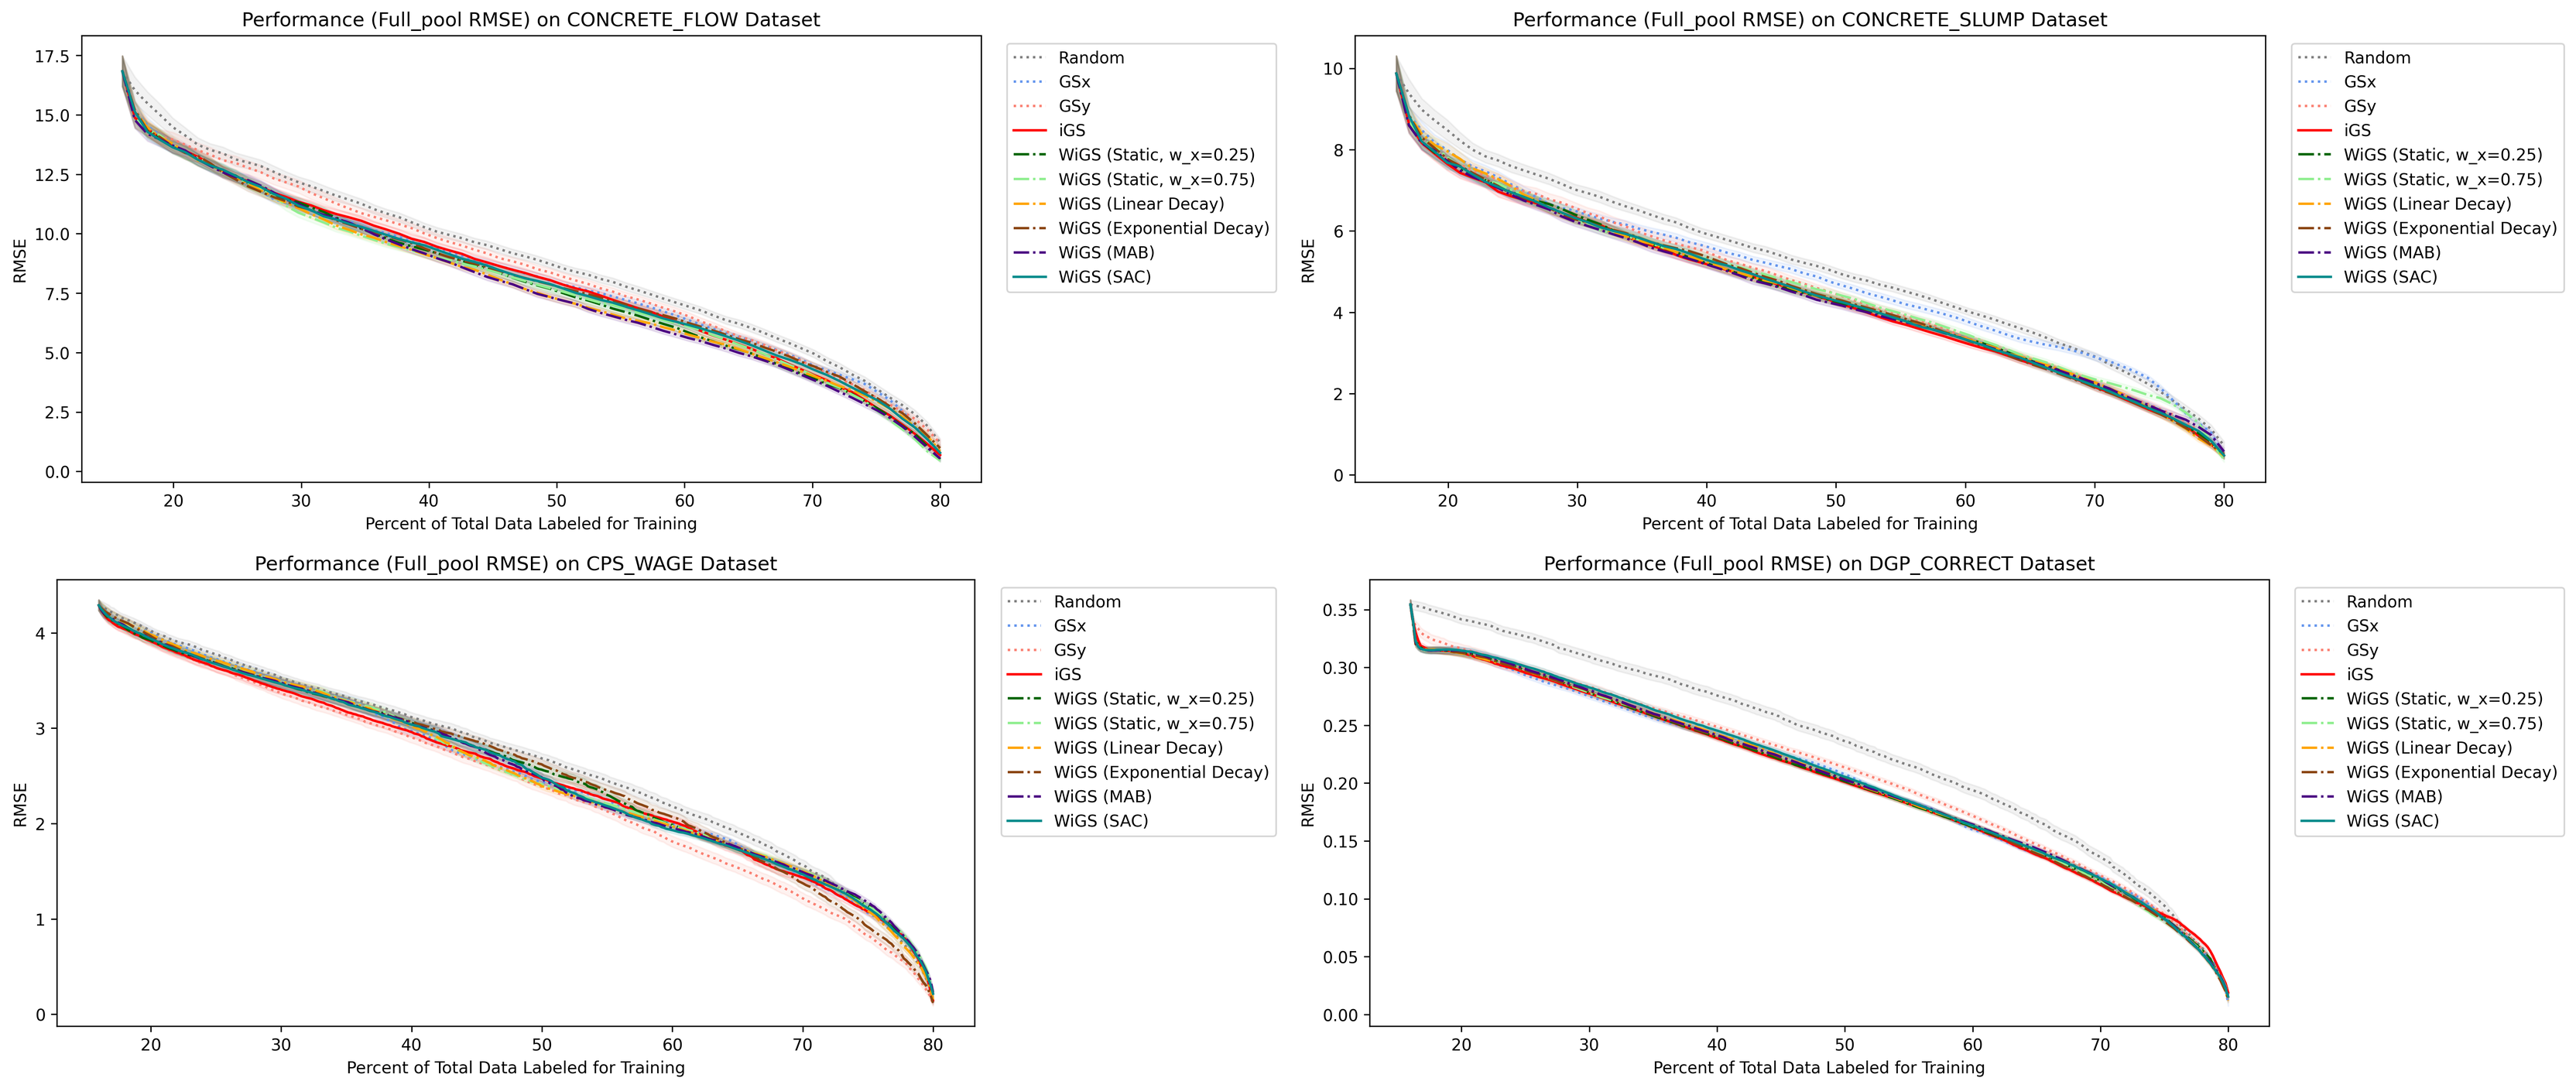 Performance (Full_pool RMSE) on CONCRETE_FLOW Dataset
17.5
15.0
12.5
10.0
7.5
5.0
2.5
0.0
RMSE
20 30 40 50 60 70 80
Percent of Total Data Labeled for Training
Random
GSx
GSy
iGS
WiGS (Static, w_x=0.25)
WiGS (Static, w_x=0.75)
WiGS (Linear Decay)
WiGS (Exponential Decay)
WiGS (MAB)
WiGS (SAC)
Performance (Full_pool RMSE) on CONCRETE_SLUMP Dataset
10
8
6
4
2
0
RMSE
20 30 40 50 60 70 80
Percent of Total Data Labeled for Training
Random
GSx
GSy
iGS
WiGS (Static, w_x=0.25)
WiGS (Static, w_x=0.75)
WiGS (Linear Decay)
WiGS (Exponential Decay)
WiGS (MAB)
WiGS (SAC)
Performance (Full_pool RMSE) on CPS_WAGE Dataset
4
3
2
1
0
RMSE
20 30 40 50 60 70 80
Percent of Total Data Labeled for Training
Random
GSx
GSy
iGS
WiGS (Static, w_x=0.25)
WiGS (Static, w_x=0.75)
WiGS (Linear Decay)
WiGS (Exponential Decay)
WiGS (MAB)
WiGS (SAC)
Performance (Full_pool RMSE) on DGP_CORRECT Dataset
0.35
0.30
0.25
0.20
0.15
0.10
0.05
0.00
RMSE
20 30 40 50 60 70 80
Percent of Total Data Labeled for Training
Random
GSx
GSy
iGS
WiGS (Static, w_x=0.25)
WiGS (Static, w_x=0.75)
WiGS (Linear Decay)
WiGS (Exponential Decay)
WiGS (MAB)
WiGS (SAC)